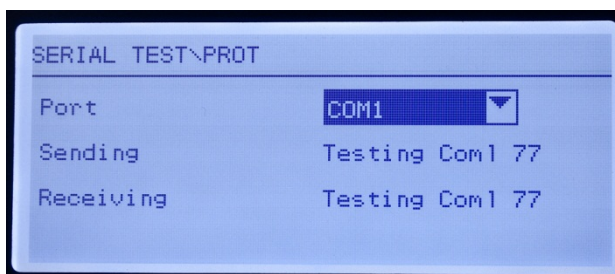 SERIAL TEST\PROT
Port COM1
Sending Testing Com1 77
Receiving Testing Com1 77